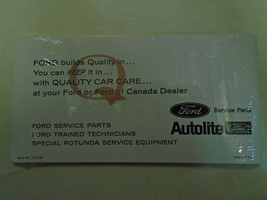 FORD builds Quality in...
You can KEEP it in...
with QUALITY CAR CARE...
at your Ford or Ford of Canada Dealer
Ford Service Parts
Autolite Ford
FORD SERVICE PARTS
FORD TRAINED TECHNICIANS
SPECIAL ROTUNDA SERVICE EQUIPMENT